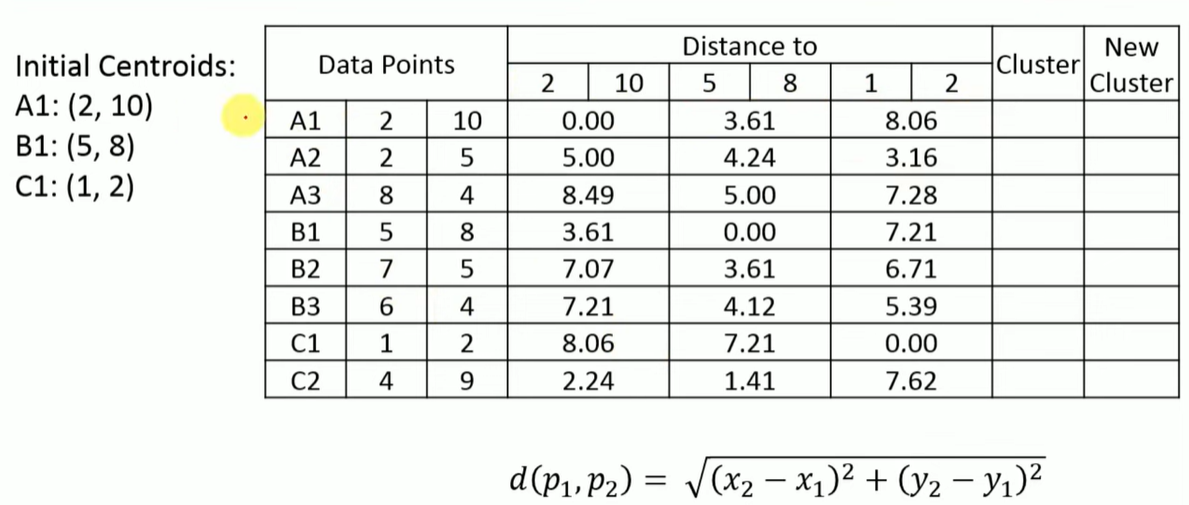 Initial Centroids:
A1: (2, 10)
B1: (5, 8)
C1: (1, 2)
Data Points Distance to Cluster New Cluster
2 10 5 8 1 2
A1 2 10 0.00 3.61 8.06
A2 2 5 5.00 4.24 3.16
A3 8 4 8.49 5.00 7.28
B1 5 8 3.61 0.00 7.21
B2 7 5 7.07 3.61 6.71
B3 6 4 7.21 4.12 5.39
C1 1 2 8.06 7.21 0.00
C2 4 9 2.24 1.41 7.62
d(p₁, p₂) = √(x₂ − x₁)² + (y₂ − y₁)²